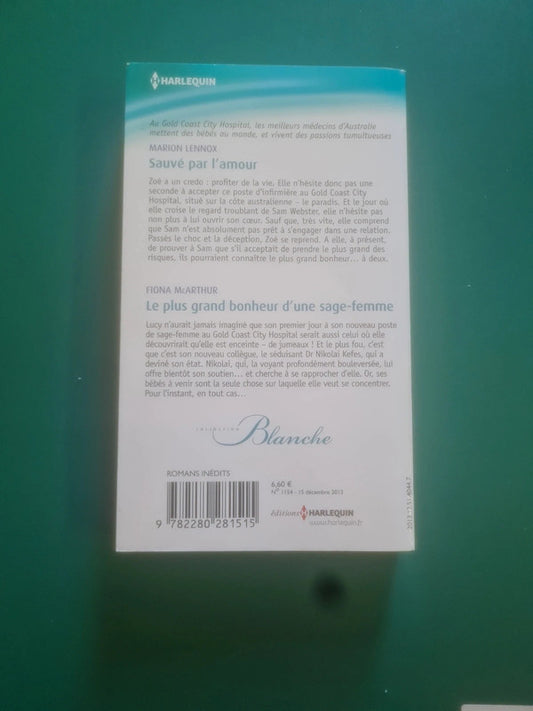 HARLEQUIN
Au Gold Coast City Hospital, les meilleurs médecins d'Australie
mettent des bébés au monde, et vivent des passions tumultueuses
MARION LENNOX
Sauvé par l'amour
Zoé a un credo : profiter de la vie. Elle n'hésite donc pas une
seconde à accepter ce poste d'infirmière au Gold Coast City
Hospital, situé sur la côte australienne – le paradis. Et le jour où
elle croise le regard troublant de Sam Webster, elle n'hésite pas
non plus à lui ouvrir son cœur. Sauf que, très vite, elle comprend
que Sam n'est absolument pas prêt à s'engager dans une relation.
Passés le choc et la déception, Zoé se reprend. A elle, à présent,
de prouver à Sam que s'il acceptait de prendre le plus grand des
risques, ils pourraient connaître le plus grand bonheur... à deux.
FIONA McARTHUR
Le plus grand bonheur d'une sage-femme
Lucy n'aurait jamais imaginé que son premier jour à son nouveau poste
de sage-femme au Gold Coast City Hospital serait aussi celui où elle
découvrirait qu'elle est enceinte – de jumeaux ! Et le plus fou, c'est
que c'est son nouveau collègue, le séduisant Dr Nikolaï Kefes, qui a
deviné son état. Nikolaï, qui, la voyant profondément bouleversée, lui
offre bientôt son soutien... et cherche à se rapprocher d'elle. Or, ses
bébés à venir sont la seule chose sur laquelle elle veut se concentrer.
Pour l'instant, en tout cas...
COLLECTION
Blanche
ROMANS INÉDITS
6,60 €
N° 1154 - 15 décembre 2013
9 782280 281515
éditions HARLEQUIN
www.harlequin.fr